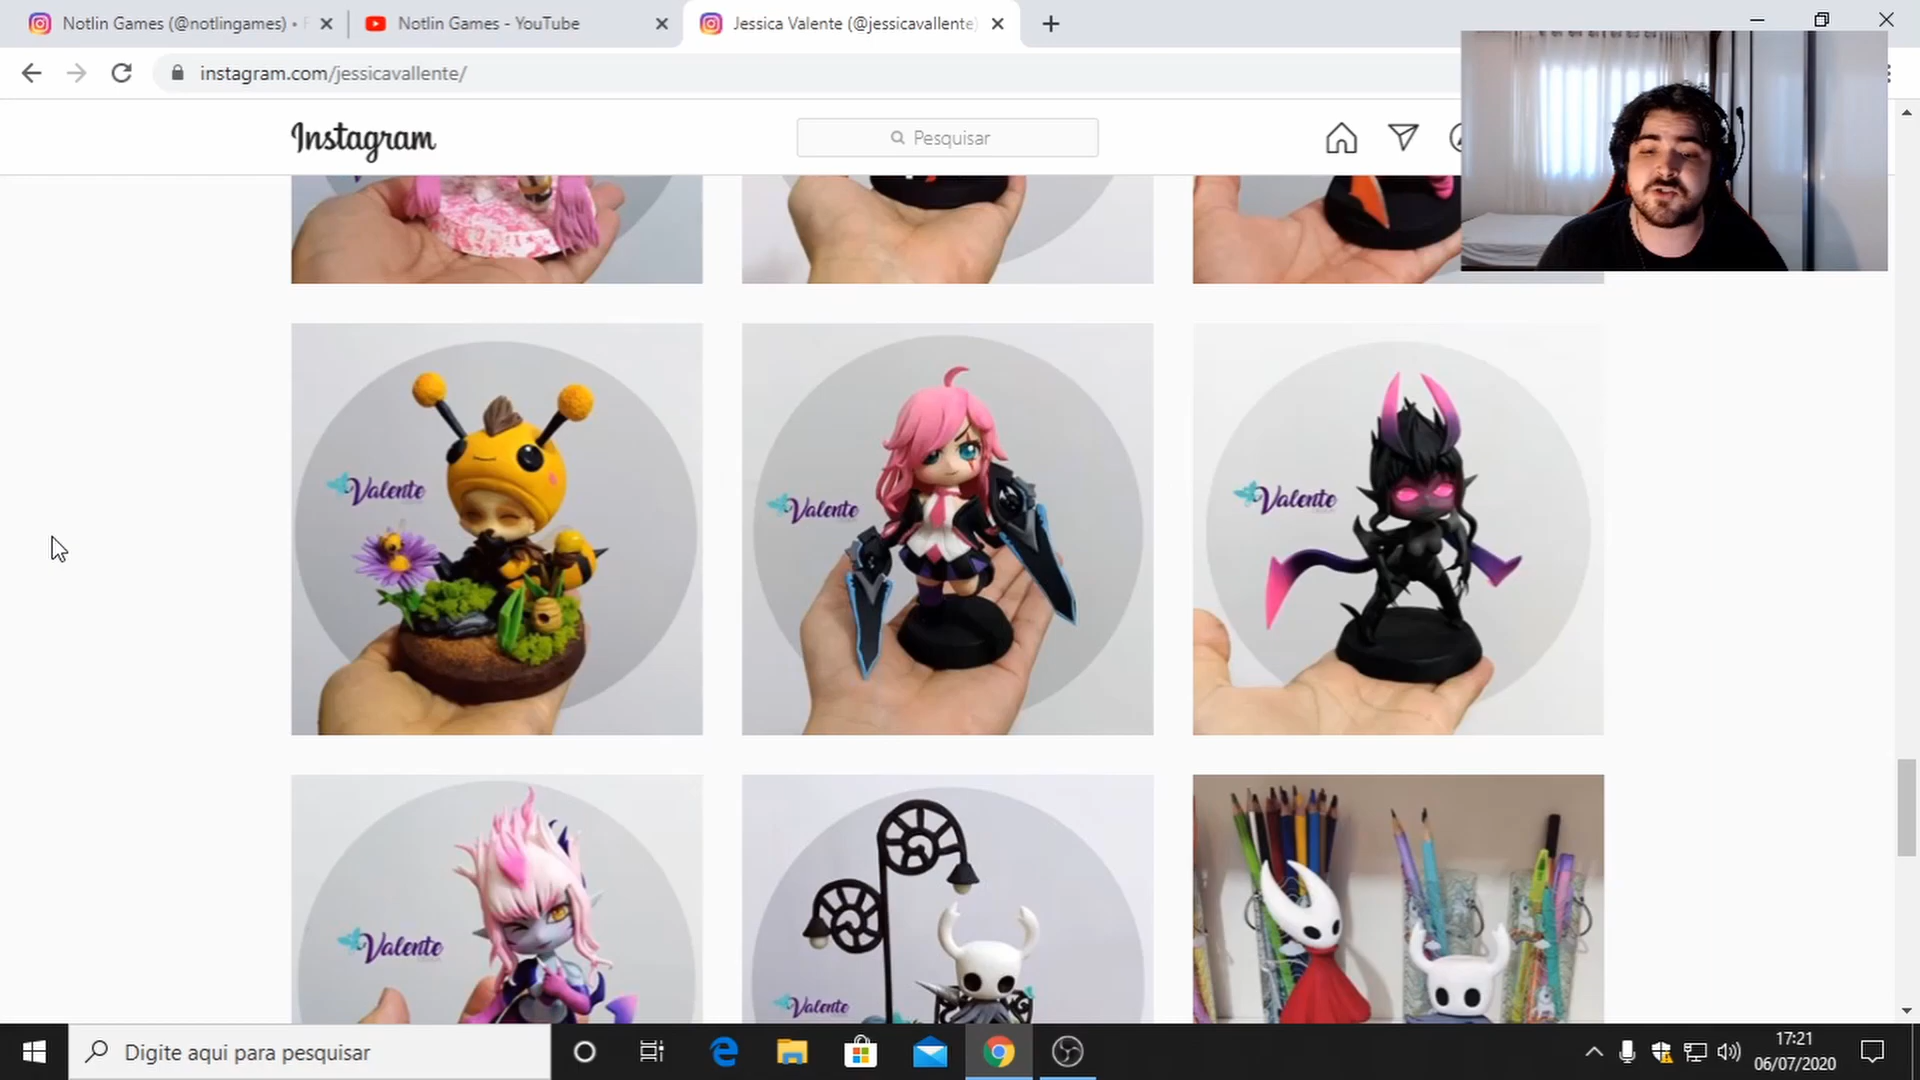 Notlin Games (@notlingames) •
Notlin Games - YouTube
Jessica Valente (@jessicavallente)
instagram.com/jessicavallente/
Instagram
Pesquisar
Valente
Valente
Valente
Valente
Valente
Digite aqui para pesquisar
17:21
06/07/2020